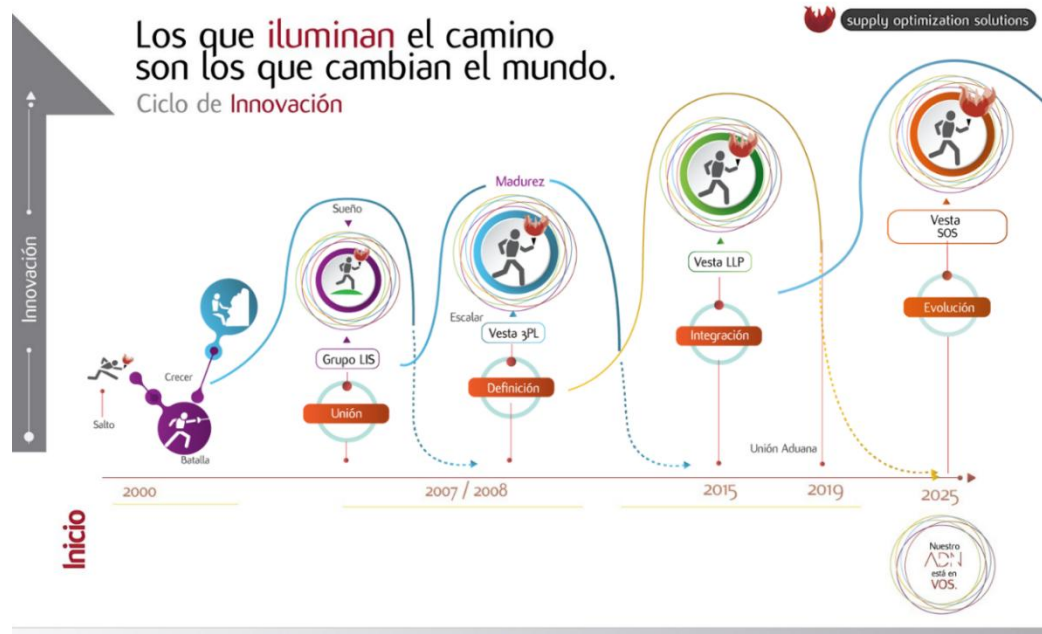 Los que iluminan el camino
son los que cambian el mundo.
Ciclo de Innovación
supply optimization solutions
Innovación
Salto
Crecer
Batalla
Sueño
Grupo LIS
Unión
Madurez
Escalar
Vesta 3PL
Definición
Vesta LLP
Integración
Unión Aduana
Vesta
SOS
Evolución
2000
2007 / 2008
2015
2019
2025
Inicio
Nuestro
ADN
está en
VOS.